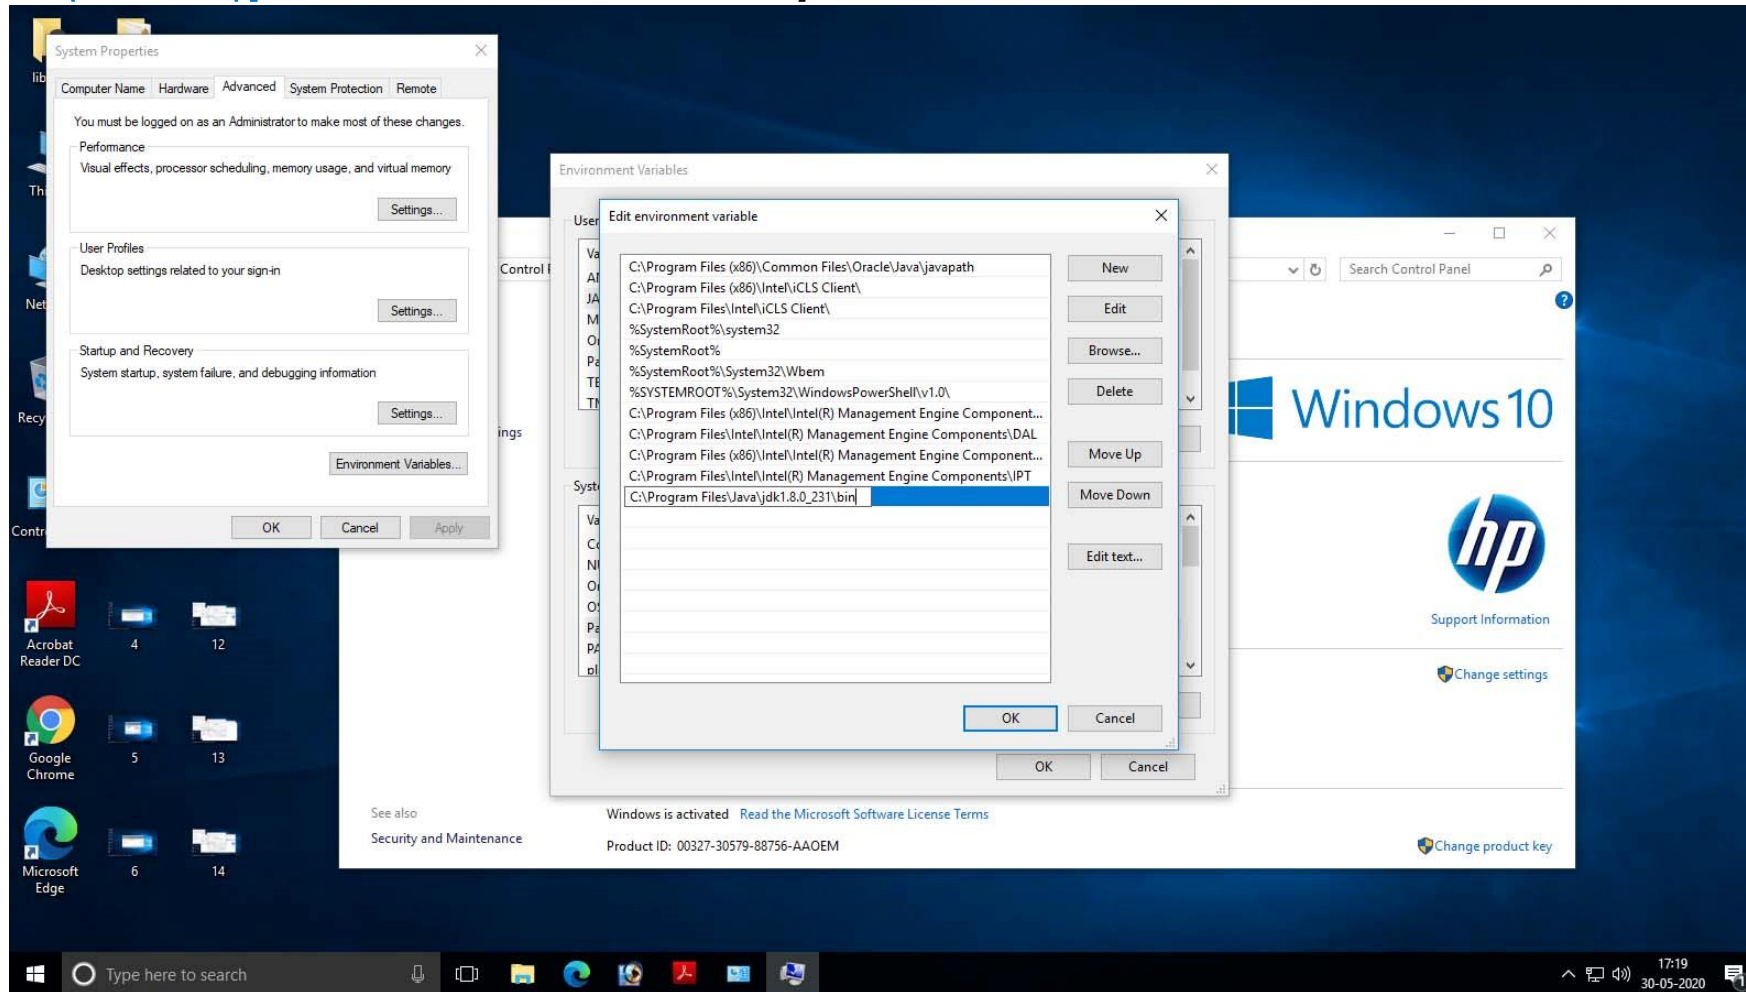 System Properties
Computer Name Hardware Advanced System Protection Remote
You must be logged on as an Administrator to make most of these changes.
Performance
Visual effects, processor scheduling, memory usage, and virtual memory
Settings...
User Profiles
Desktop settings related to your sign-in
Settings...
Startup and Recovery
System startup, system failure, and debugging information
Settings...
Environment Variables...
OK Cancel Apply
Environment Variables
User
Edit environment variable
C:\Program Files (x86)\Common Files\Oracle\Java\javapath
C:\Program Files (x86)\Intel\iCLS Client\
C:\Program Files\Intel\iCLS Client\
%SystemRoot%\system32
%SystemRoot%
%SystemRoot%\System32\Wbem
%SYSTEMROOT%\System32\WindowsPowerShell\v1.0\
C:\Program Files (x86)\Intel\Intel(R) Management Engine Component...
C:\Program Files\Intel\Intel(R) Management Engine Components\DAL
C:\Program Files (x86)\Intel\Intel(R) Management Engine Component...
C:\Program Files\Intel\Intel(R) Management Engine Components\IPT
C:\Program Files\Java\jdk1.8.0_231\bin
New
Edit
Browse...
Delete
Move Up
Move Down
Edit text...
OK Cancel
OK Cancel
Control
ings
Search Control Panel
Windows 10
hp
Support Information
Change settings
See also
Security and Maintenance
Windows is activated Read the Microsoft Software License Terms
Product ID: 00327-30579-88756-AAOEM
Change product key
Acrobat
Reader DC
4
12
Google
Chrome
5
13
Microsoft
Edge
6
14
Type here to search
17:19
30-05-2020